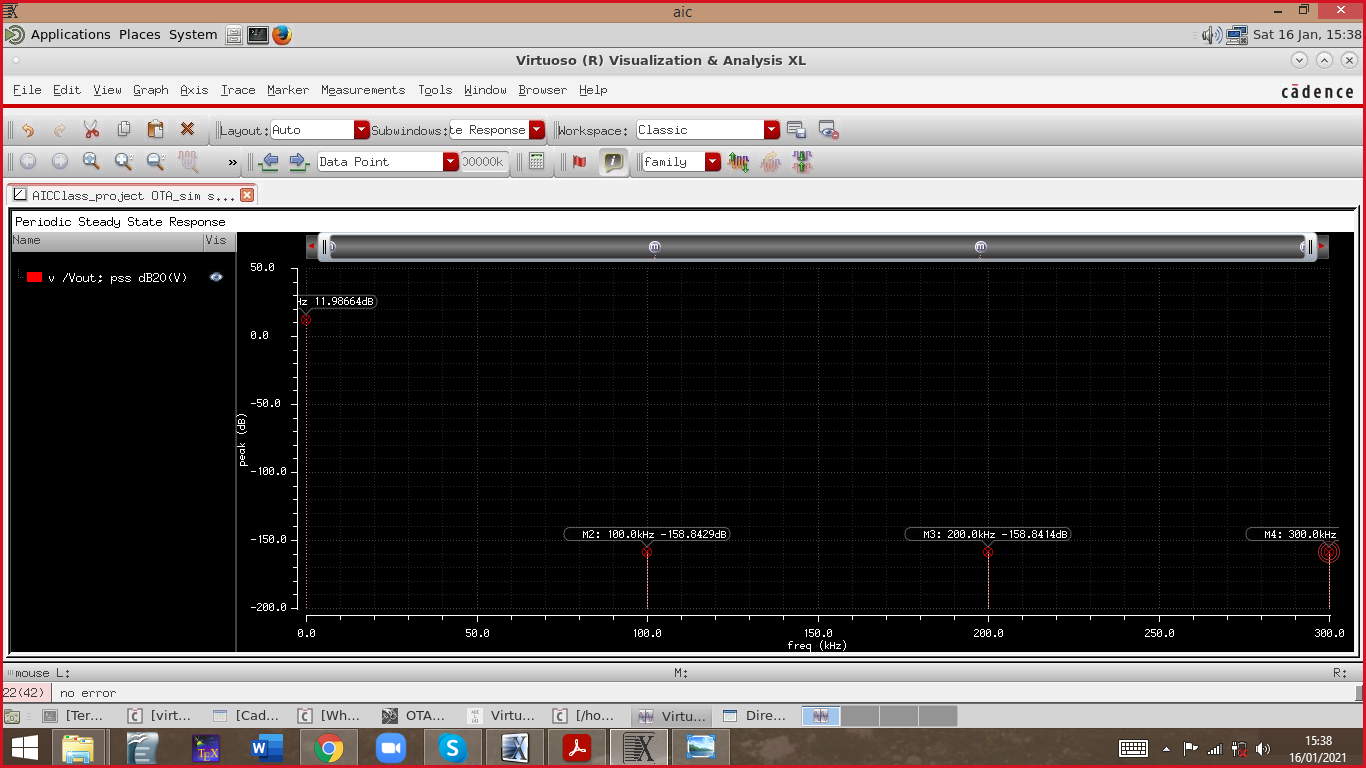 aic
Applications Places System
Sat 16 Jan, 15:38
Virtuoso (R) Visualization & Analysis XL
File Edit View Graph Axis Trace Marker Measurements Tools Window Browser Help
cādence
Layout: Auto Subwindows: te Response Workspace: Classic
» Data Point 00000k family
AICClass_project OTA_sim s...
Periodic Steady State Response
Name Vis
v /Vout; pss dB20(V)
50.0
Hz 11.98664dB
0.0
-50.0
peak (dB)
-100.0
-150.0
M2: 100.0kHz -158.8429dB
M3: 200.0kHz -158.8414dB
M4: 300.0kHz
-200.0
0.0 50.0 100.0 150.0 200.0 250.0 300.0
freq (kHz)
mouse L: M: R:
22(42) no error
[Ter... [virt... [Cad... [Wh... OTA... Virtu... [/ho... Virtu... Dire...
15:38
16/01/2021